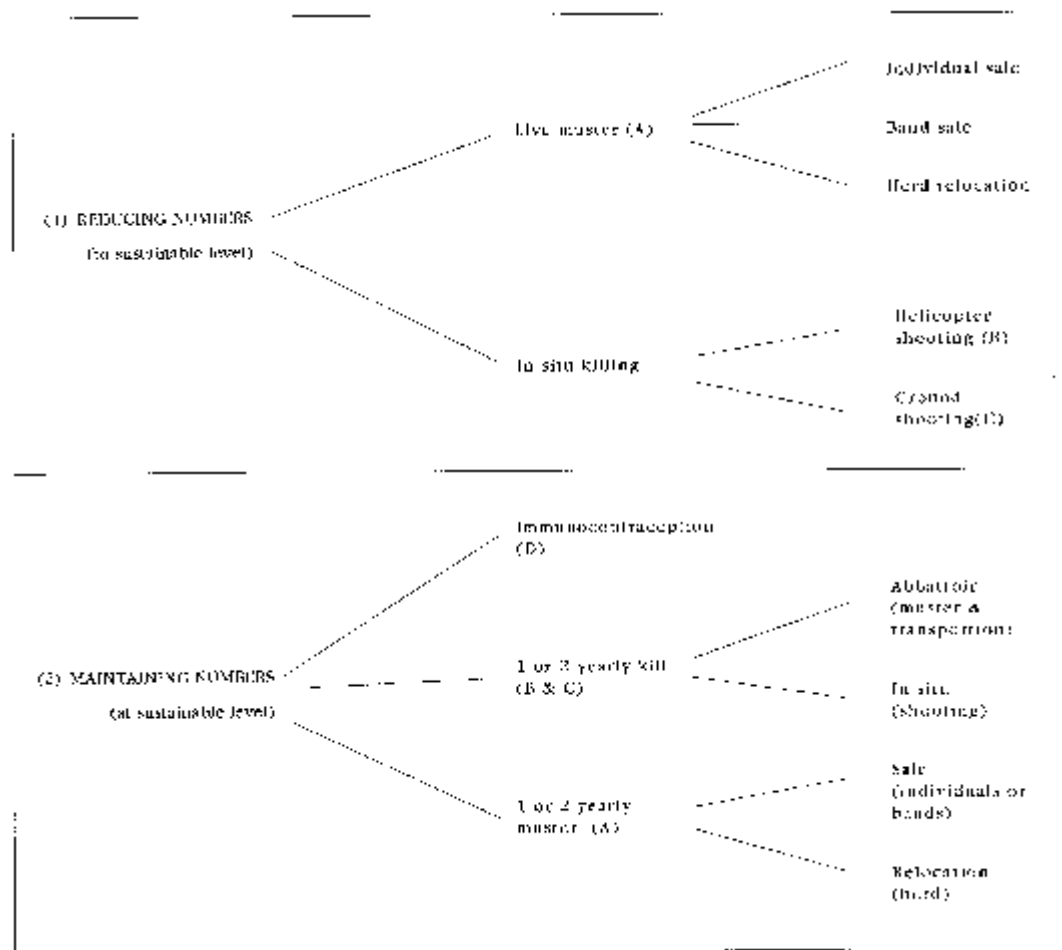 Individual sale
Live muster (A)
Band sale
Herd relocation
(1) REDUCING NUMBERS
(to sustainable level)
Helicopter
shooting (B)
In situ killing
Ground
shooting(C)
Immunocontraception
(D)
Abbattoir
(muster &
transportion)
1 or 2 yearly kill
(B & C)
(2) MAINTAINING NUMBERS
(at sustainable level)
In situ
(shooting)
Sale
(individuals or
bands)
1 or 2 yearly
muster (A)
Relocation
(herd)